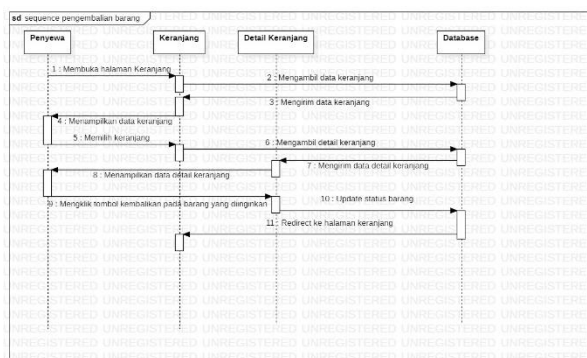 sd sequence pengembalian barang
Penyewa Keranjang Detail Keranjang Database
1 : Membuka halaman Keranjang
2 : Mengambil data keranjang
3 : Mengirim data keranjang
4 : Menampilkan data keranjang
5 : Memilih keranjang
6 : Mengambil detail keranjang
7 : Mengirim data detail keranjang
8 : Menampilkan data detail keranjang
9 : Mengklik tombol kembalikan pada barang yang diinginkan
10 : Update status barang
11 : Redirect ke halaman keranjang